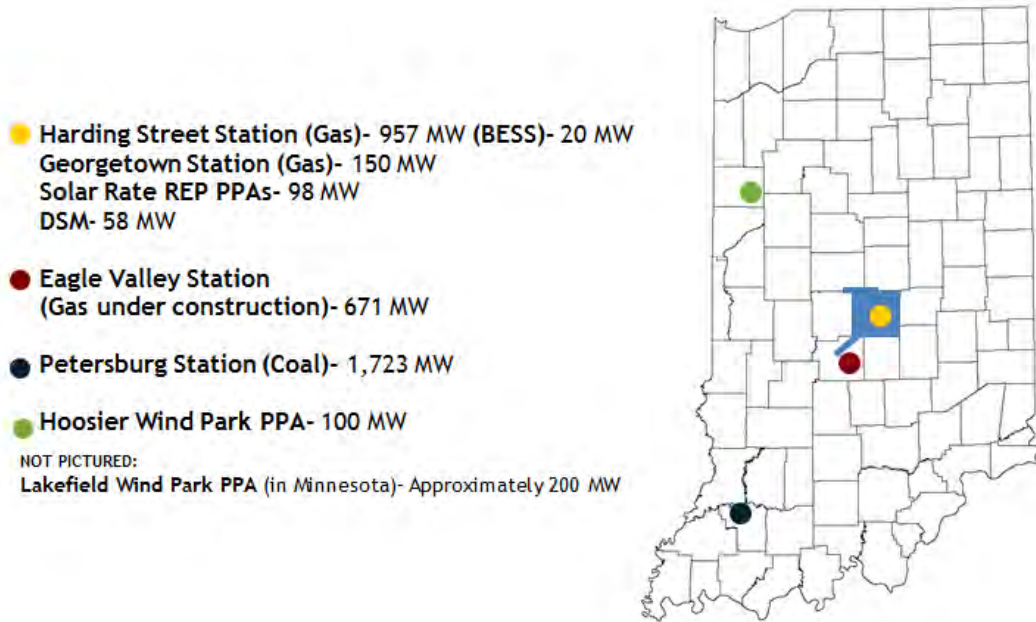 Harding Street Station (Gas)- 957 MW (BESS)- 20 MW
Georgetown Station (Gas)- 150 MW
Solar Rate REP PPAs- 98 MW
DSM- 58 MW
Eagle Valley Station
(Gas under construction)- 671 MW
Petersburg Station (Coal)- 1,723 MW
Hoosier Wind Park PPA- 100 MW
NOT PICTURED:
Lakefield Wind Park PPA (in Minnesota)- Approximately 200 MW